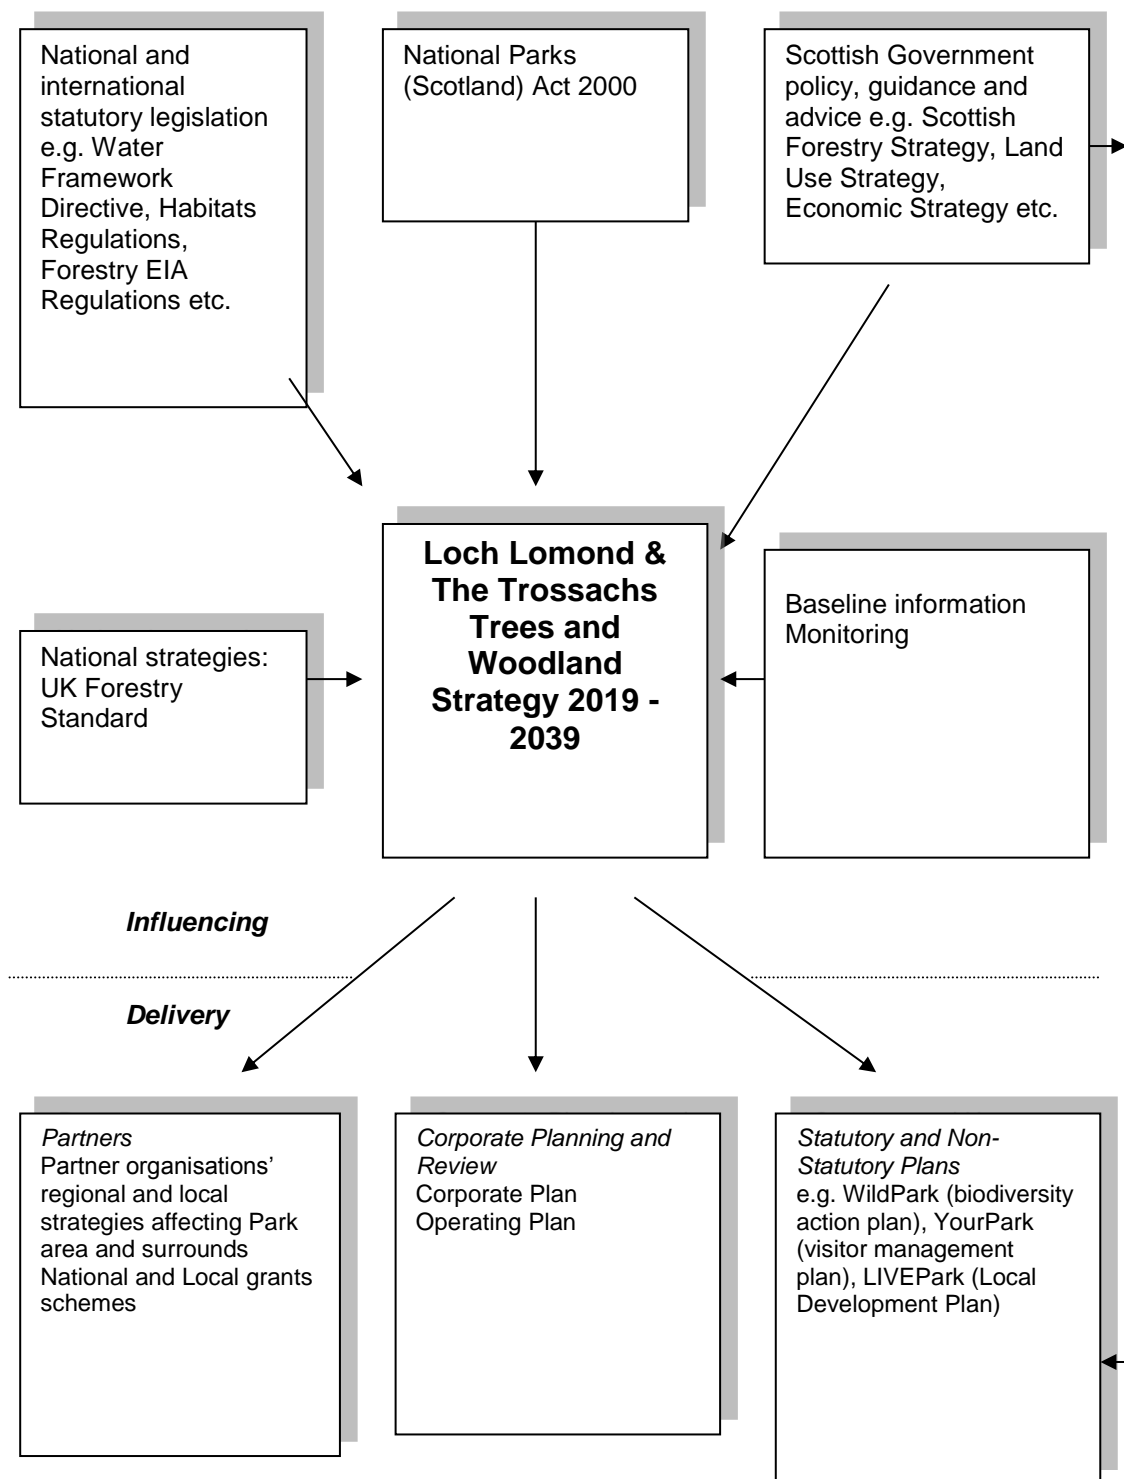 National and
international
statutory legislation
e.g. Water
Framework
Directive, Habitats
Regulations,
Forestry EIA
Regulations etc.
National Parks
(Scotland) Act 2000
Scottish Government
policy, guidance and
advice e.g. Scottish
Forestry Strategy, Land
Use Strategy,
Economic Strategy etc.
National strategies:
UK Forestry
Standard
Loch Lomond &
The Trossachs
Trees and
Woodland
Strategy 2019 -
2039
Baseline information
Monitoring
Influencing
Delivery
Partners
Partner organisations’
regional and local
strategies affecting Park
area and surrounds
National and Local grants
schemes
Corporate Planning and
Review
Corporate Plan
Operating Plan
Statutory and Non-
Statutory Plans
e.g. WildPark (biodiversity
action plan), YourPark
(visitor management
plan), LIVEPark (Local
Development Plan)